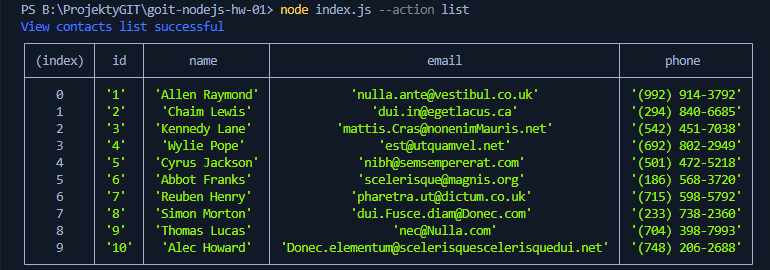 PS B:\ProjektyGIT\goit-nodejs-hw-01> node index.js --action list
View contacts list successful
(index) id name email phone
0 '1' 'Allen Raymond' 'nulla.ante@vestibul.co.uk' '(992) 914-3792'
1 '2' 'Chaim Lewis' 'dui.in@egetlacus.ca' '(294) 840-6685'
2 '3' 'Kennedy Lane' 'mattis.Cras@nonenimMauris.net' '(542) 451-7038'
3 '4' 'Wylie Pope' 'est@utquamvel.net' '(692) 802-2949'
4 '5' 'Cyrus Jackson' 'nibh@semsempererat.com' '(501) 472-5218'
5 '6' 'Abbot Franks' 'scelerisque@magnis.org' '(186) 568-3720'
6 '7' 'Reuben Henry' 'pharetra.ut@dictum.co.uk' '(715) 598-5792'
7 '8' 'Simon Morton' 'dui.Fusce.diam@Donec.com' '(233) 738-2360'
8 '9' 'Thomas Lucas' 'nec@Nulla.com' '(704) 398-7993'
9 '10' 'Alec Howard' 'Donec.elementum@scelerisquescelerisquedui.net' '(748) 206-2688'